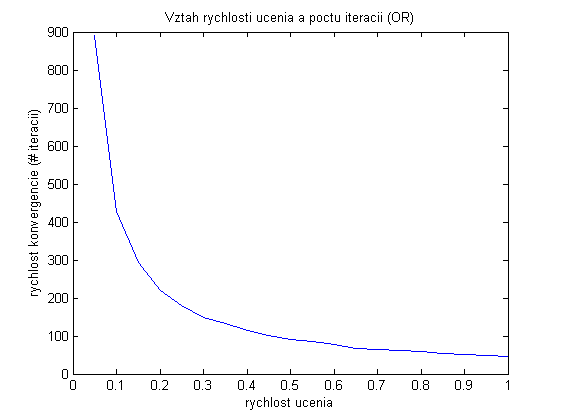 Vztah rychlosti ucenia a poctu iteracii (OR)
rychlost konvergencie (# iteracii)
900
800
700
600
500
400
300
200
100
0
0 0.1 0.2 0.3 0.4 0.5 0.6 0.7 0.8 0.9 1
rychlost ucenia